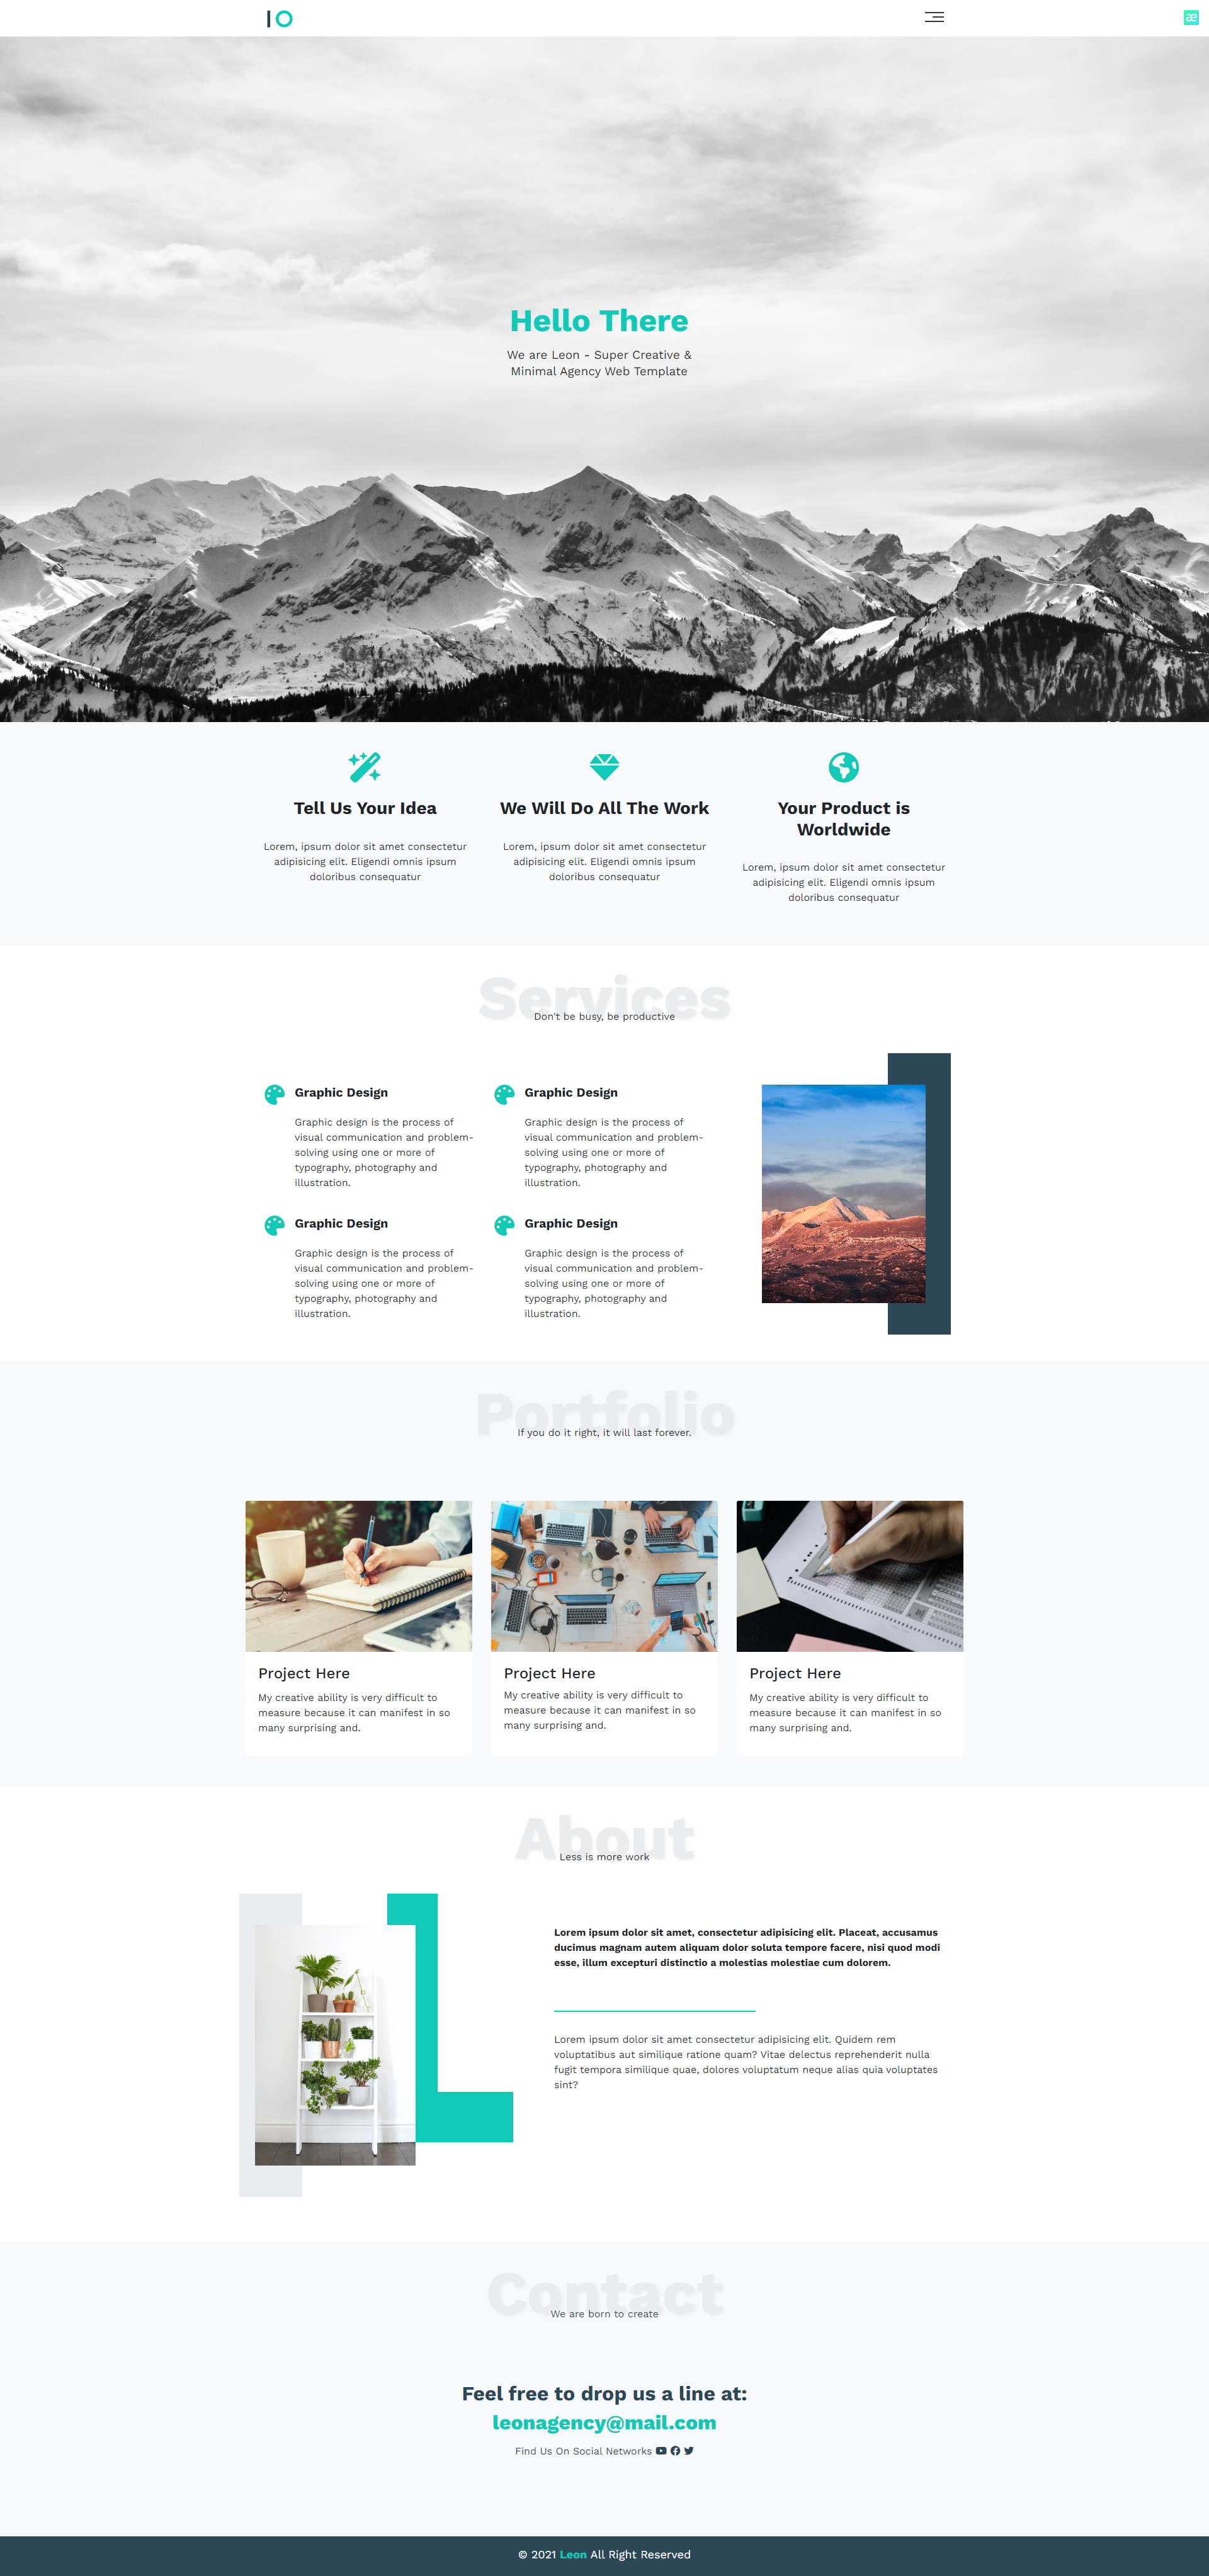 IO
æ
Hello There
We are Leon - Super Creative &
Minimal Agency Web Template
Tell Us Your Idea
Lorem, ipsum dolor sit amet consectetur
adipisicing elit. Eligendi omnis ipsum
doloribus consequatur
We Will Do All The Work
Lorem, ipsum dolor sit amet consectetur
adipisicing elit. Eligendi omnis ipsum
doloribus consequatur
Your Product is
Worldwide
Lorem, ipsum dolor sit amet consectetur
adipisicing elit. Eligendi omnis ipsum
doloribus consequatur
Services
Don't be busy, be productive
Graphic Design
Graphic design is the process of
visual communication and problem-
solving using one or more of
typography, photography and
illustration.
Graphic Design
Graphic design is the process of
visual communication and problem-
solving using one or more of
typography, photography and
illustration.
Graphic Design
Graphic design is the process of
visual communication and problem-
solving using one or more of
typography, photography and
illustration.
Graphic Design
Graphic design is the process of
visual communication and problem-
solving using one or more of
typography, photography and
illustration.
Portfolio
If you do it right, it will last forever.
Project Here
My creative ability is very difficult to
measure because it can manifest in so
many surprising and.
Project Here
My creative ability is very difficult to
measure because it can manifest in so
many surprising and.
Project Here
My creative ability is very difficult to
measure because it can manifest in so
many surprising and.
About
Less is more work
Lorem ipsum dolor sit amet, consectetur adipisicing elit. Placeat, accusamus
ducimus magnam autem aliquam dolor soluta tempore facere, nisi quod modi
esse, illum excepturi distinctio a molestias molestiae cum dolorem.
Lorem ipsum dolor sit amet consectetur adipisicing elit. Quidem rem
voluptatibus aut similique ratione quam? Vitae delectus reprehenderit nulla
fugit tempora similique quae, dolores voluptatum neque alias quia voluptates
sint?
Contact
We are born to create
Feel free to drop us a line at:
leonagency@mail.com
Find Us On Social Networks
© 2021 Leon All Right Reserved